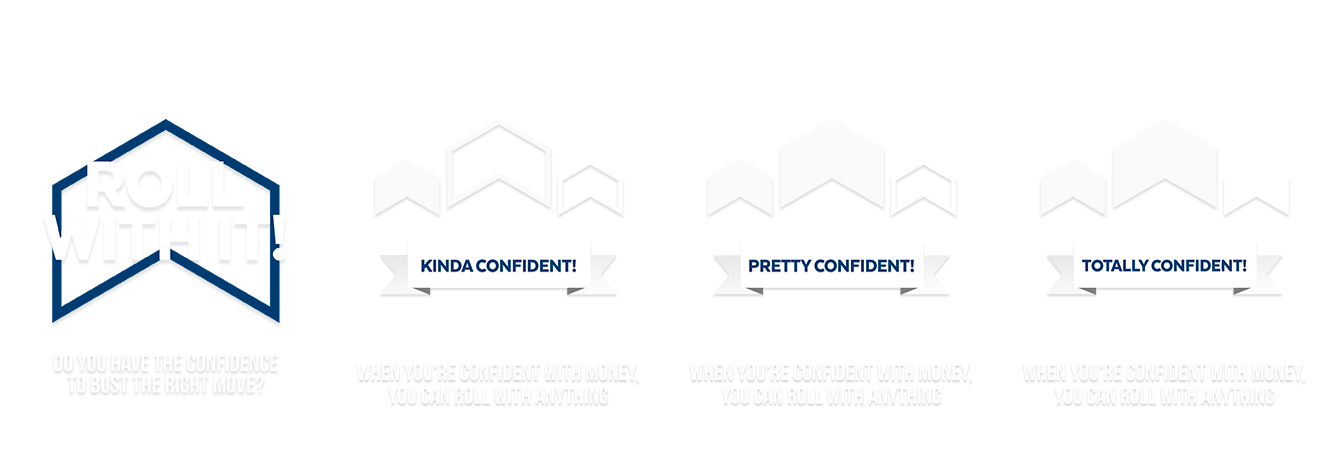 ROLL
WITH IT!
DO YOU HAVE THE CONFIDENCE
TO BUST THE RIGHT MOVE?
KINDA CONFIDENT!
WHEN YOU'RE CONFIDENT WITH MONEY,
YOU CAN ROLL WITH ANYTHING
PRETTY CONFIDENT!
WHEN YOU'RE CONFIDENT WITH MONEY,
YOU CAN ROLL WITH ANYTHING
TOTALLY CONFIDENT!
WHEN YOU'RE CONFIDENT WITH MONEY,
YOU CAN ROLL WITH ANYTHING